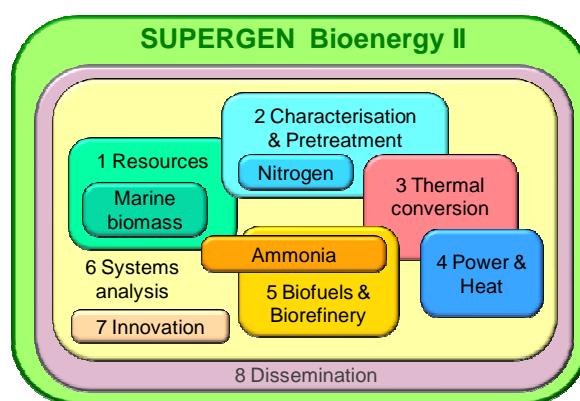 SUPERGEN Bioenergy II
2 Characterisation
& Pretreatment
Nitrogen
1 Resources
Marine
biomass
3 Thermal
conversion
Ammonia
4 Power &
Heat
6 Systems
analysis
5 Biofuels &
Biorefinery
7 Innovation
8 Dissemination